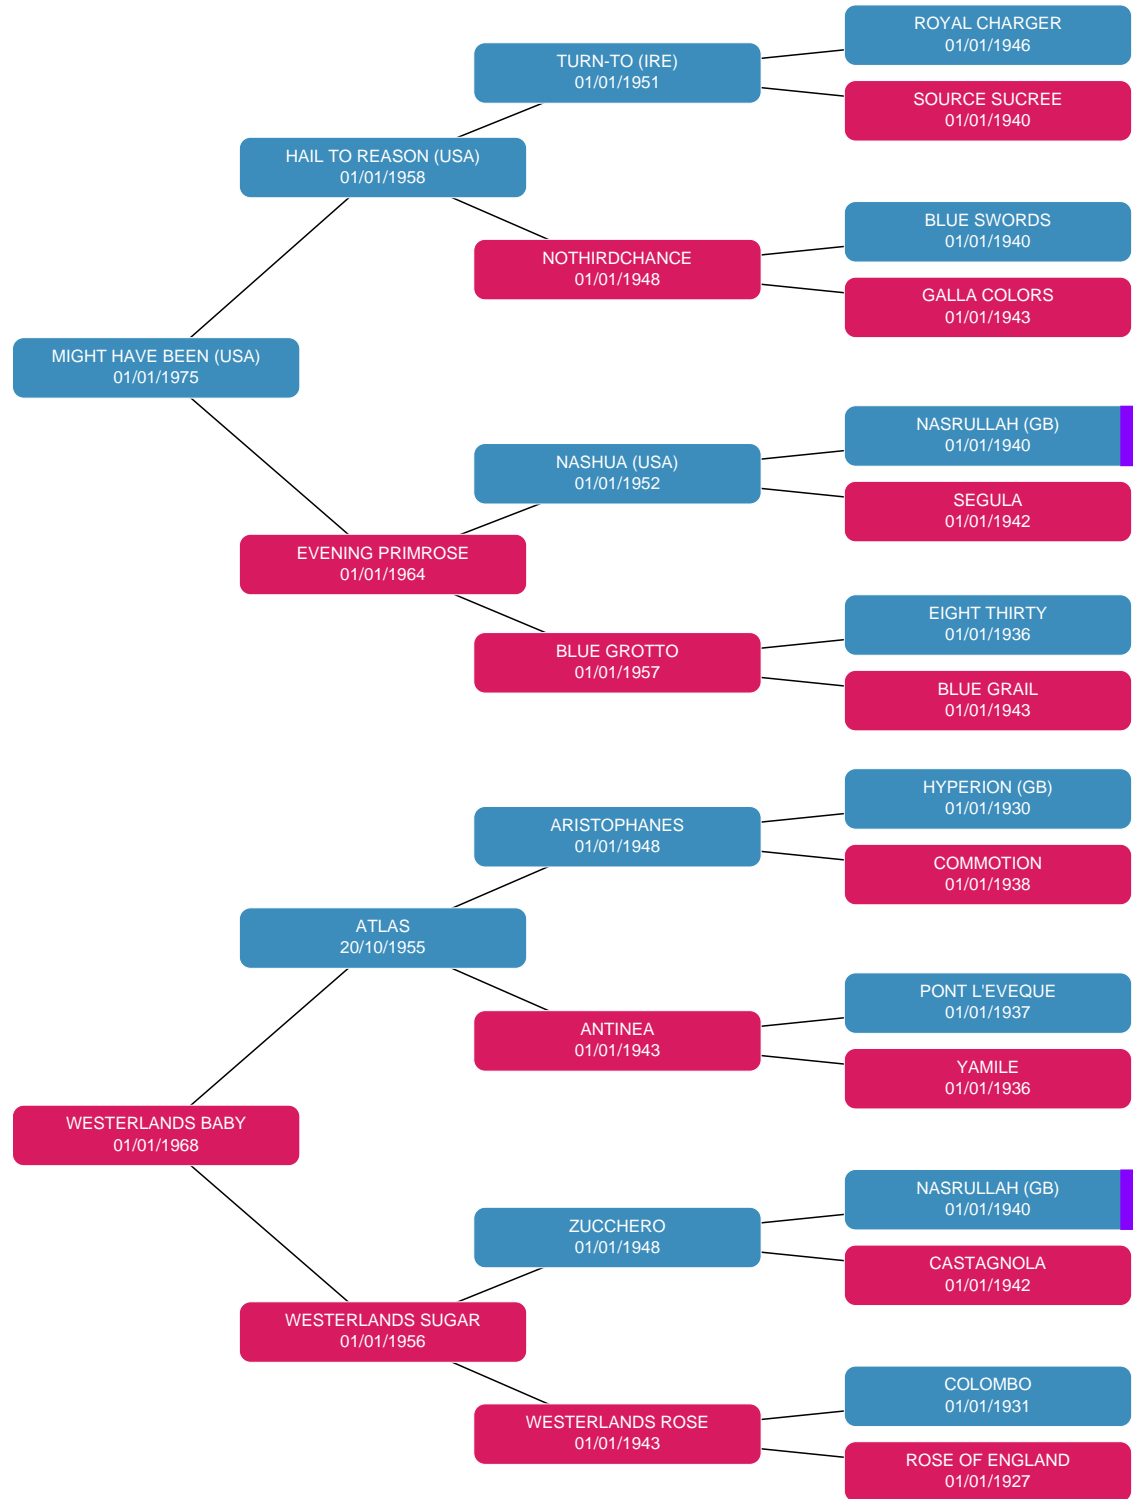 ROYAL CHARGER
01/01/1946
TURN-TO (IRE)
01/01/1951
SOURCE SUCREE
01/01/1940
HAIL TO REASON (USA)
01/01/1958
BLUE SWORDS
01/01/1940
NOTHIRDCHANCE
01/01/1948
GALLA COLORS
01/01/1943
MIGHT HAVE BEEN (USA)
01/01/1975
NASRULLAH (GB)
01/01/1940
NASHUA (USA)
01/01/1952
SEGULA
01/01/1942
EVENING PRIMROSE
01/01/1964
EIGHT THIRTY
01/01/1936
BLUE GROTTO
01/01/1957
BLUE GRAIL
01/01/1943
HYPERION (GB)
01/01/1930
ARISTOPHANES
01/01/1948
COMMOTION
01/01/1938
ATLAS
20/10/1955
PONT L'EVEQUE
01/01/1937
ANTINEA
01/01/1943
YAMILE
01/01/1936
WESTERLANDS BABY
01/01/1968
NASRULLAH (GB)
01/01/1940
ZUCCHERO
01/01/1948
CASTAGNOLA
01/01/1942
WESTERLANDS SUGAR
01/01/1956
COLOMBO
01/01/1931
WESTERLANDS ROSE
01/01/1943
ROSE OF ENGLAND
01/01/1927